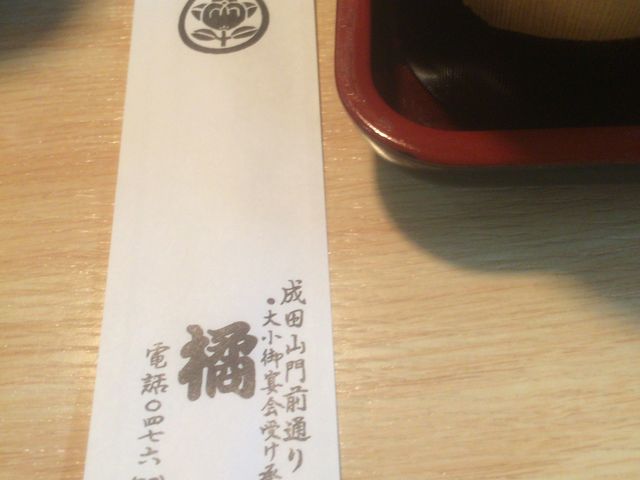 成田山門前通り
・大小御宴会受け承
橘
電話〇四七六